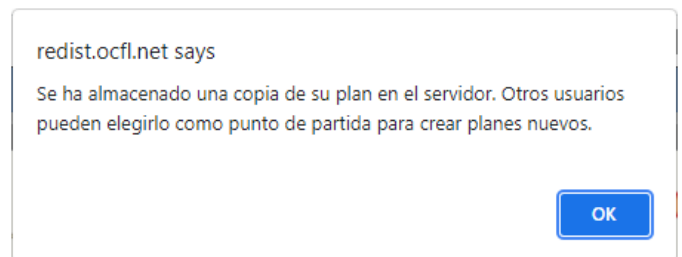 redist.ocfl.net says
Se ha almacenado una copia de su plan en el servidor. Otros usuarios
pueden elegirlo como punto de partida para crear planes nuevos.
OK